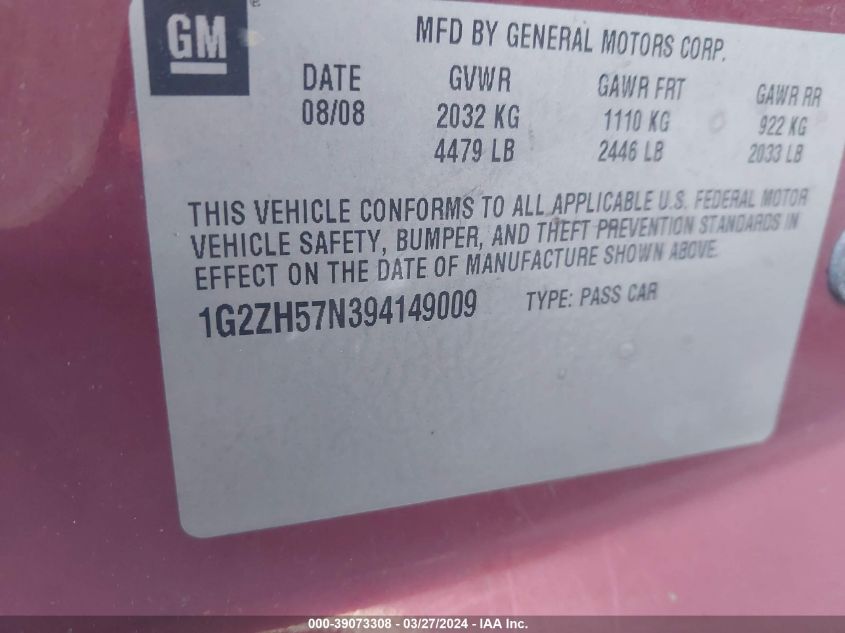 GM
MFD BY GENERAL MOTORS CORP.
DATE GVWR GAWR FRT GAWR RR
08/08 2032 KG 1110 KG 922 KG
4479 LB 2446 LB 2033 LB
THIS VEHICLE CONFORMS TO ALL APPLICABLE U.S. FEDERAL MOTOR
VEHICLE SAFETY, BUMPER, AND THEFT PREVENTION STANDARDS IN
EFFECT ON THE DATE OF MANUFACTURE SHOWN ABOVE.
1G2ZH57N394149009 TYPE: PASS CAR
000-39073308 - 03/27/2024 - IAA Inc.